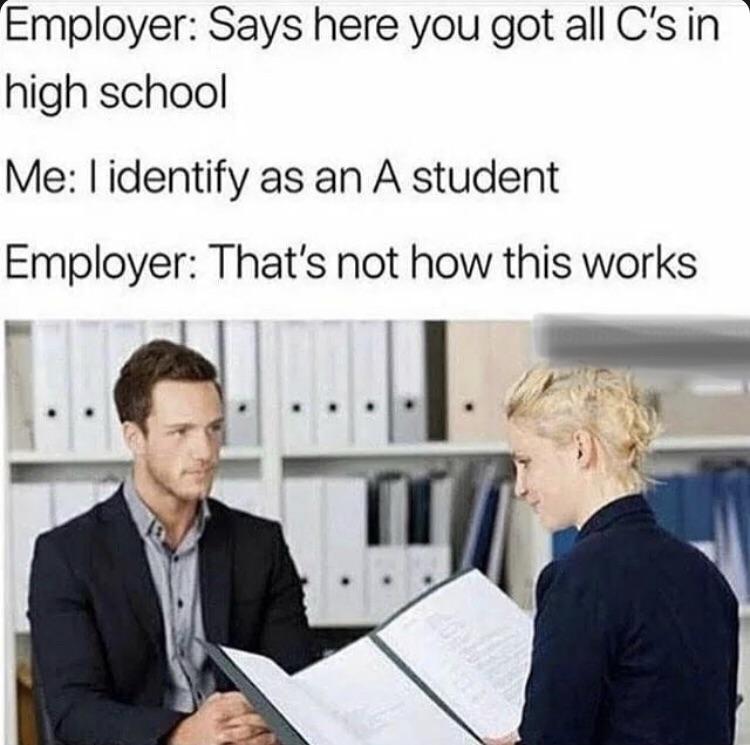 Employer: Says here you got all C's in
high school
Me: I identify as an A student
Employer: That's not how this works